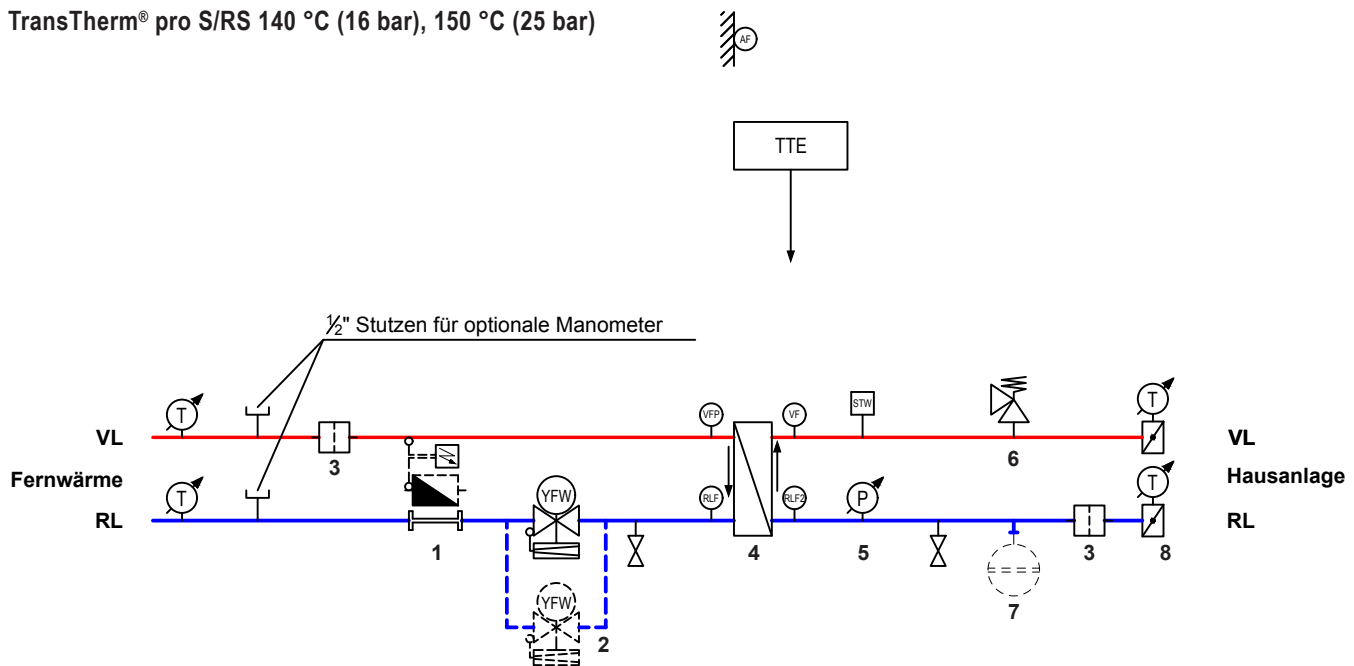 TransTherm® pro S/RS 140 °C (16 bar), 150 °C (25 bar)
AF
TTE
½" Stutzen für optionale Manometer
T
VFP
VF
STW
T
VL
3
6
VL
Fernwärme
Hausanlage
T
YFW
RLF
RLF2
P
T
RL
1
4
5
3
8
RL
YFW
2
7